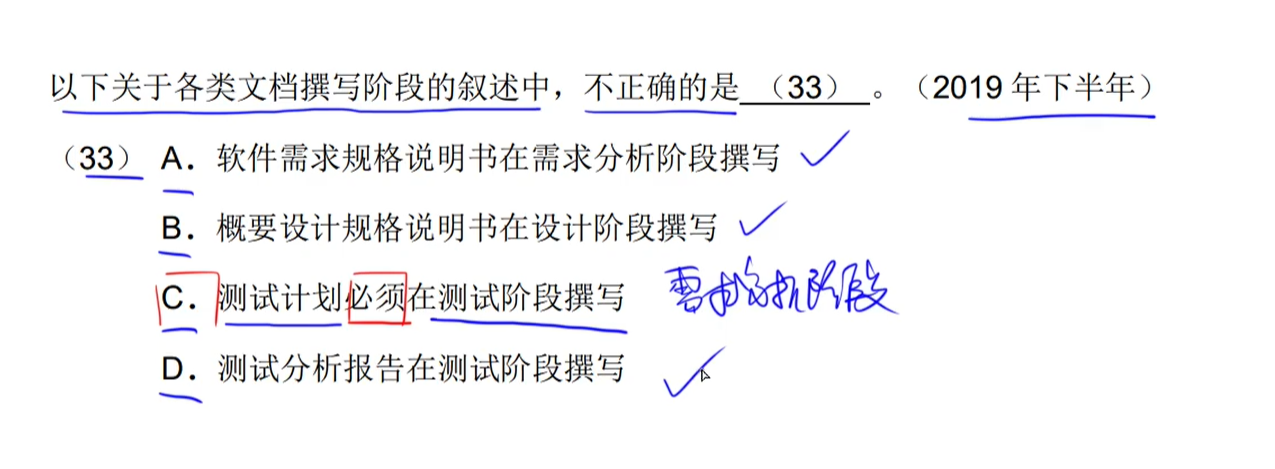 以下关于各类文档撰写阶段的叙述中，不正确的是 （33） 。（2019 年下半年）
（33） A．软件需求规格说明书在需求分析阶段撰写
B．概要设计规格说明书在设计阶段撰写
C．测试计划必须在测试阶段撰写 需求分析阶段
D．测试分析报告在测试阶段撰写